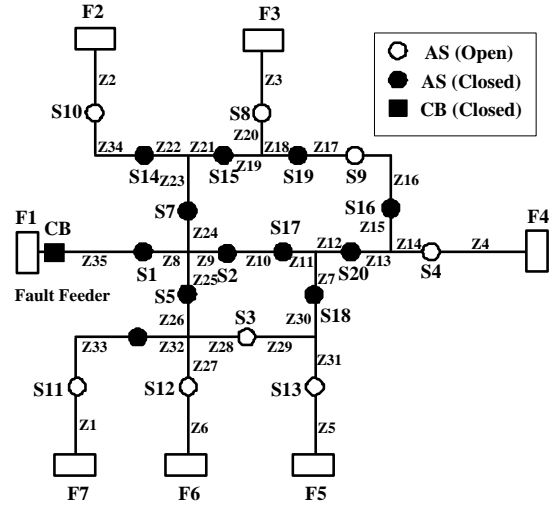 F2
F3
AS (Open)
AS (Closed)
CB (Closed)
Z2
Z3
S10
S8
Z34
Z22
Z21
Z20
Z19
Z18
Z17
S14
S15
S19
S9
Z16
Z23
S7
S16
Z15
F1
CB
Z24
S17
F4
Z35
S1
Z8
Z9
S2
Z10
Z11
Z12
S20
Z13
Z14
S4
Z4
Fault Feeder
S5
Z25
Z7
S18
Z26
S3
Z30
Z33
Z32
Z28
Z29
Z27
Z31
S11
S12
S13
Z1
Z6
Z5
F7
F6
F5